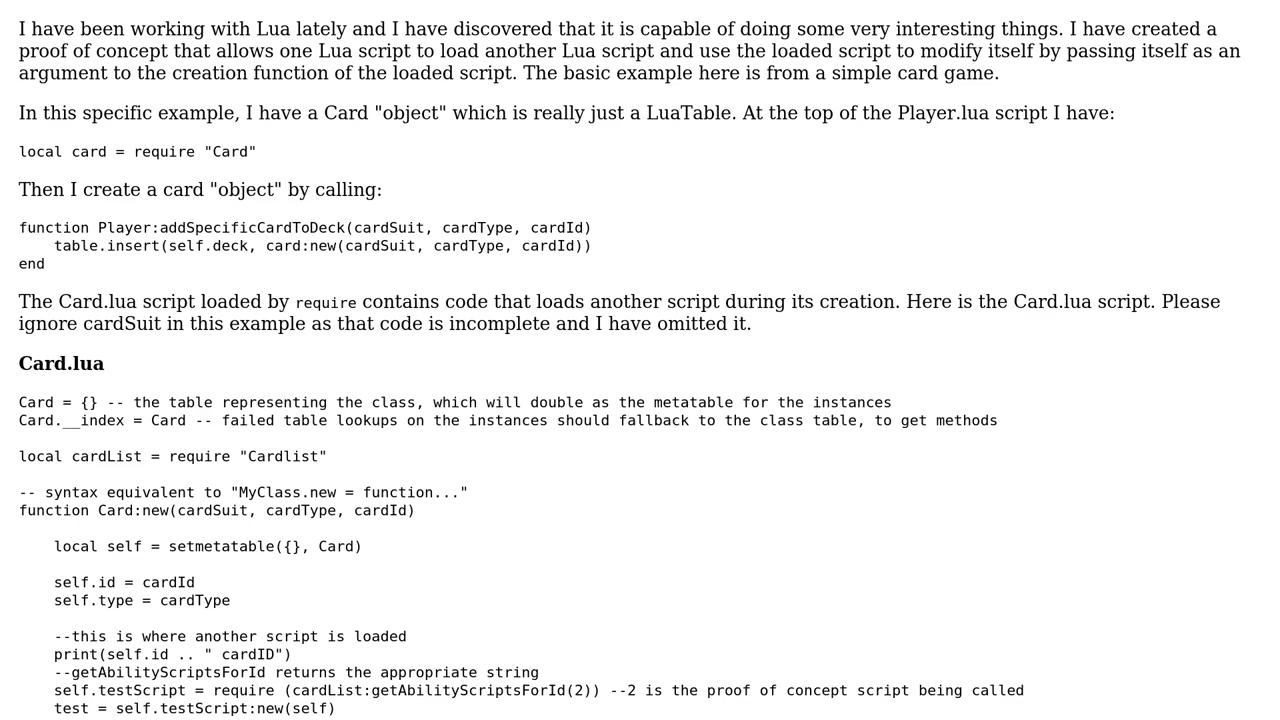 I have been working with Lua lately and I have discovered that it is capable of doing some very interesting things. I have created a
proof of concept that allows one Lua script to load another Lua script and use the loaded script to modify itself by passing itself as an
argument to the creation function of the loaded script. The basic example here is from a simple card game.
In this specific example, I have a Card "object" which is really just a LuaTable. At the top of the Player.lua script I have:
local card = require "Card"
Then I create a card "object" by calling:
function Player:addSpecificCardToDeck(cardSuit, cardType, cardId)
    table.insert(self.deck, card:new(cardSuit, cardType, cardId))
end
The Card.lua script loaded by require contains code that loads another script during its creation. Here is the Card.lua script. Please
ignore cardSuit in this example as that code is incomplete and I have omitted it.
Card.lua
Card = {} -- the table representing the class, which will double as the metatable for the instances
Card.__index = Card -- failed table lookups on the instances should fallback to the class table, to get methods
local cardList = require "Cardlist"
-- syntax equivalent to "MyClass.new = function..."
function Card:new(cardSuit, cardType, cardId)
    local self = setmetatable({}, Card)
    self.id = cardId
    self.type = cardType
    --this is where another script is loaded
    print(self.id .. " cardID")
    --getAbilityScriptsForId returns the appropriate string
    self.testScript = require (cardList:getAbilityScriptsForId(2)) --2 is the proof of concept script being called
    test = self.testScript:new(self)